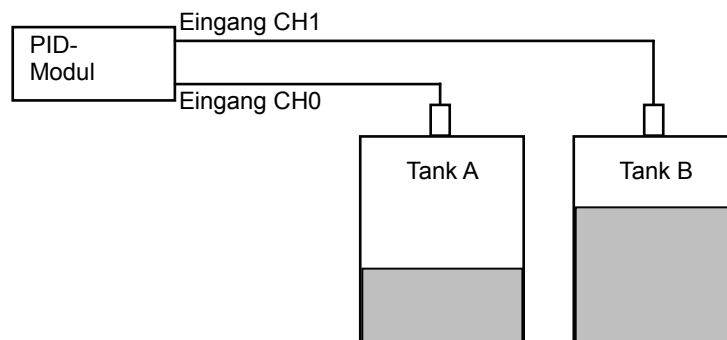 Eingang CH1
PID-
Modul
Eingang CH0
Tank A
Tank B